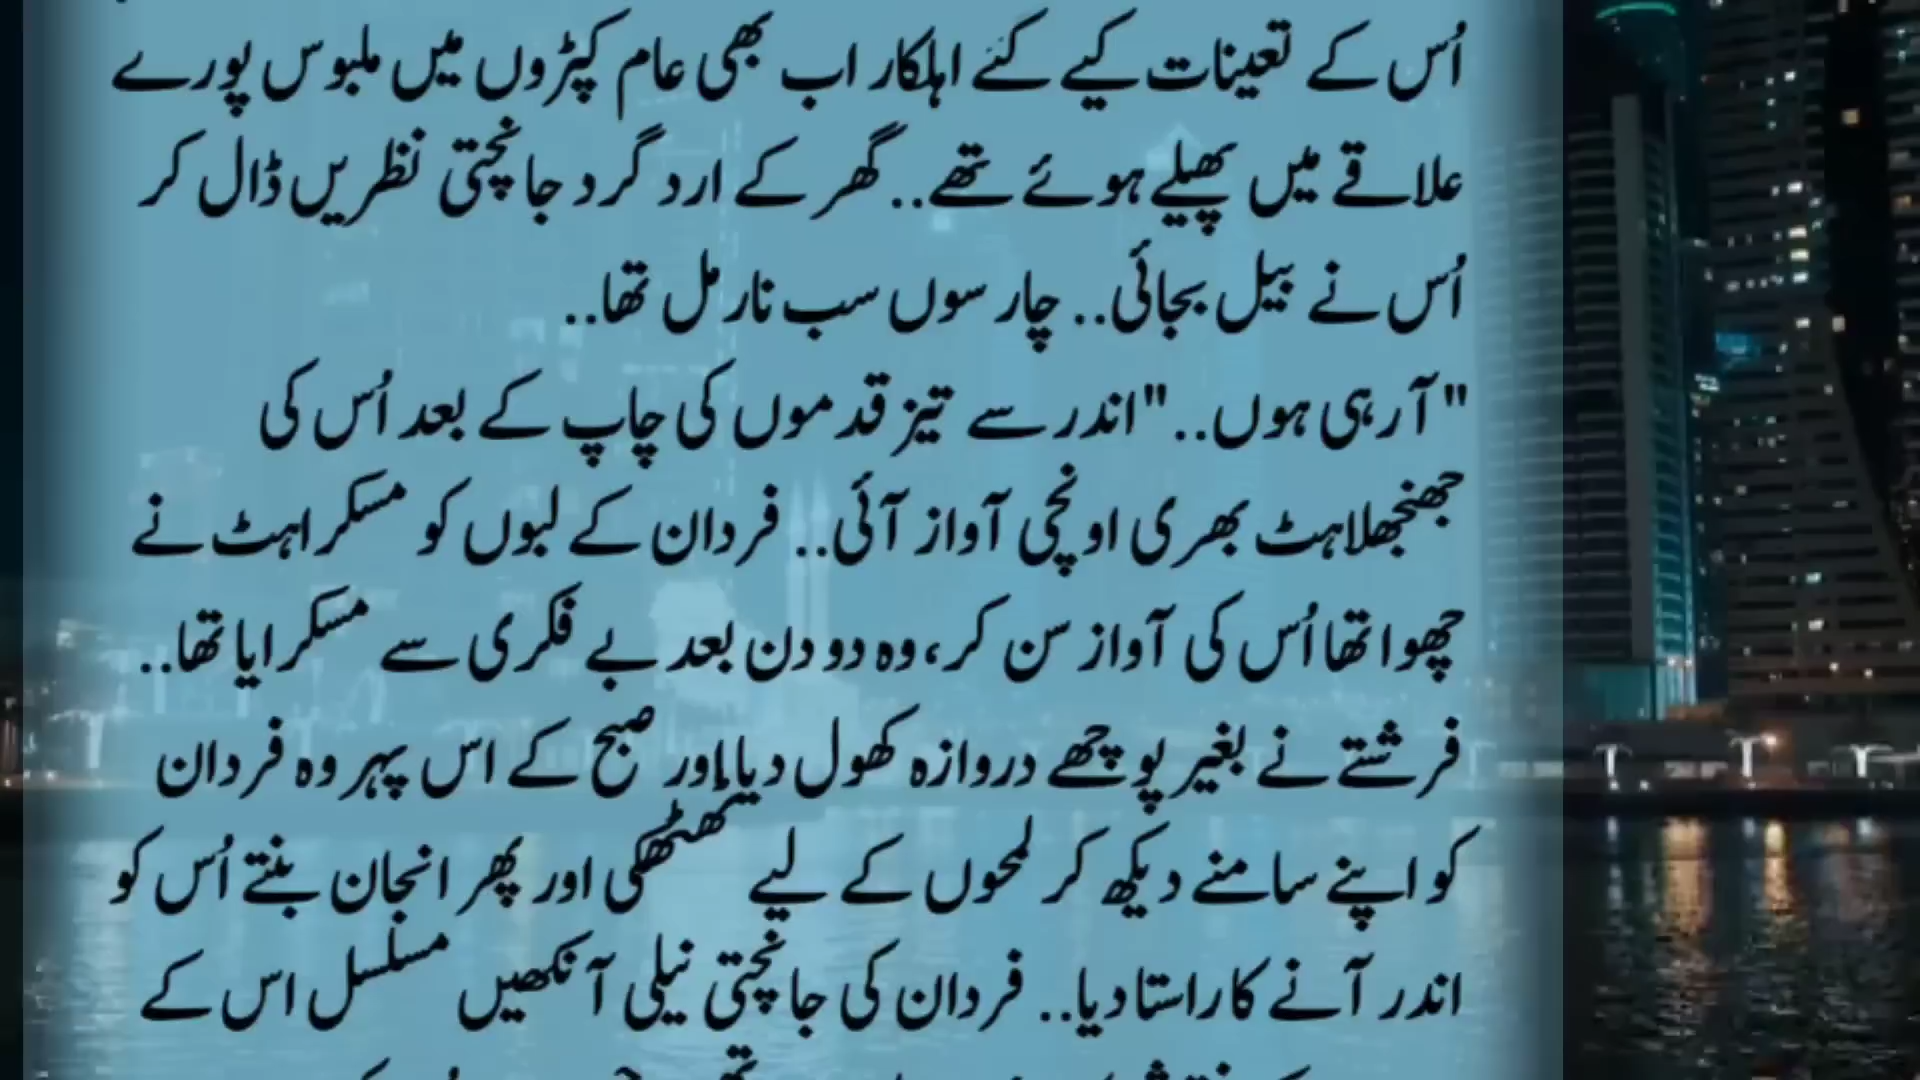 اُس کے تعینات کیے گئے اہلکار اب بھی عام کپڑوں میں ملبوس پورے
علاقے میں پھیلے ہوئے تھے.. گھر کے ارد گرد جانچتی نظریں ڈال کر
اُس نے بیل بجائی.. چار سوں سب نارمل تھا..
"آرہی ہوں.." اندر سے تیز قدموں کی چاپ کے بعد اُس کی
جھنجھلاہٹ بھری اونچی آواز آئی.. فردان کے لبوں کو مسکراہٹ نے
چھوا تھا اُس کی آواز سن کر، وہ دو دن بعد بے فکری سے مسکرایا تھا..
فرشتے نے بغیر پوچھے دروازہ کھول دیا اور صبح کے اس پہر وہ فردان
کو اپنے سامنے دیکھ کر لمحوں کے لیے ٹھٹھکی اور پھر انجان بنتے اُس کو
اندر آنے کا راستا دیا.. فردان کی جانچتی نیلی آنکھیں مسلسل اس کے